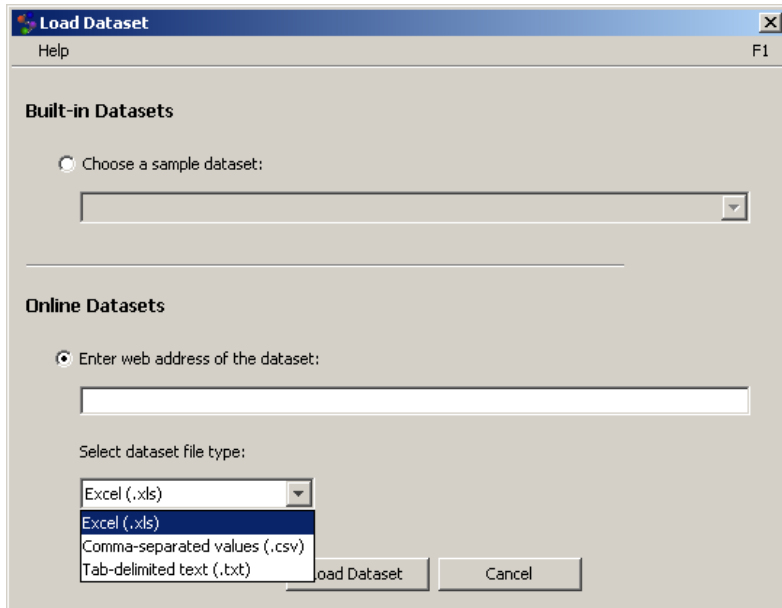 Load Dataset
Help F1
Built-in Datasets
Choose a sample dataset:
Online Datasets
Enter web address of the dataset:
Select dataset file type:
Excel (.xls)
Excel (.xls)
Comma-separated values (.csv)
Tab-delimited text (.txt)
Load Dataset Cancel